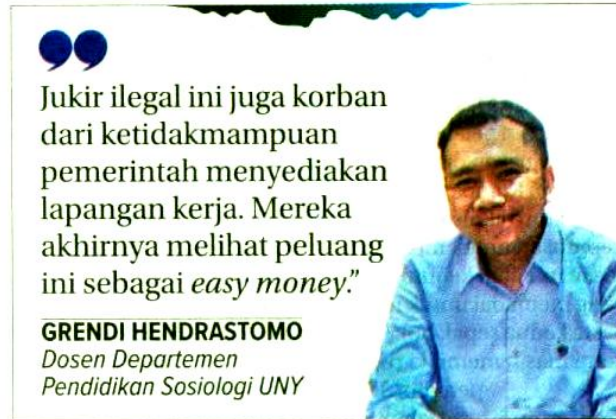 Jukir ilegal ini juga korban
dari ketidakmampuan
pemerintah menyediakan
lapangan kerja. Mereka
akhirnya melihat peluang
ini sebagai easy money.”
GRENDI HENDRASTOMO
Dosen Departemen
Pendidikan Sosiologi UNY